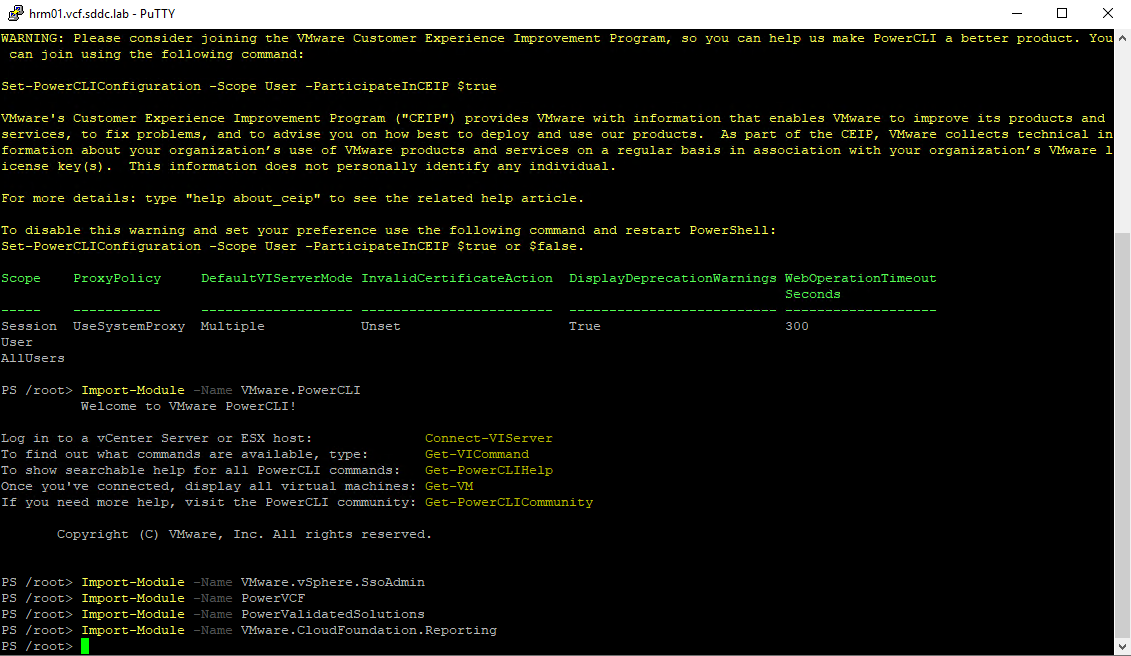 hrm01.vcf.sddc.lab - PuTTY
WARNING: Please consider joining the VMware Customer Experience Improvement Program, so you can help us make PowerCLI a better product. You
 can join using the following command:
Set-PowerCLIConfiguration -Scope User -ParticipateInCEIP $true
VMware's Customer Experience Improvement Program ("CEIP") provides VMware with information that enables VMware to improve its products and
services, to fix problems, and to advise you on how best to deploy and use our products.  As part of the CEIP, VMware collects technical in
formation about your organization’s use of VMware products and services on a regular basis in association with your organization’s VMware l
icense key(s).  This information does not personally identify any individual.
For more details: type "help about_ceip" to see the related help article.
To disable this warning and set your preference use the following command and restart PowerShell:
Set-PowerCLIConfiguration -Scope User -ParticipateInCEIP $true or $false.
Scope    ProxyPolicy     DefaultVIServerMode InvalidCertificateAction  DisplayDeprecationWarnings WebOperationTimeout
Seconds
-----    -----------     ------------------- ------------------------  -------------------------- -------------------
Session  UseSystemProxy  Multiple            Unset                     True                       300
User
AllUsers
PS /root> Import-Module -Name VMware.PowerCLI
          Welcome to VMware PowerCLI!
Log in to a vCenter Server or ESX host:              Connect-VIServer
To find out what commands are available, type:       Get-VICommand
To show searchable help for all PowerCLI commands:   Get-PowerCLIHelp
Once you've connected, display all virtual machines: Get-VM
If you need more help, visit the PowerCLI community: Get-PowerCLICommunity
       Copyright (C) VMware, Inc. All rights reserved.
PS /root> Import-Module -Name VMware.vSphere.SsoAdmin
PS /root> Import-Module -Name PowerVCF
PS /root> Import-Module -Name PowerValidatedSolutions
PS /root> Import-Module -Name VMware.CloudFoundation.Reporting
PS /root>